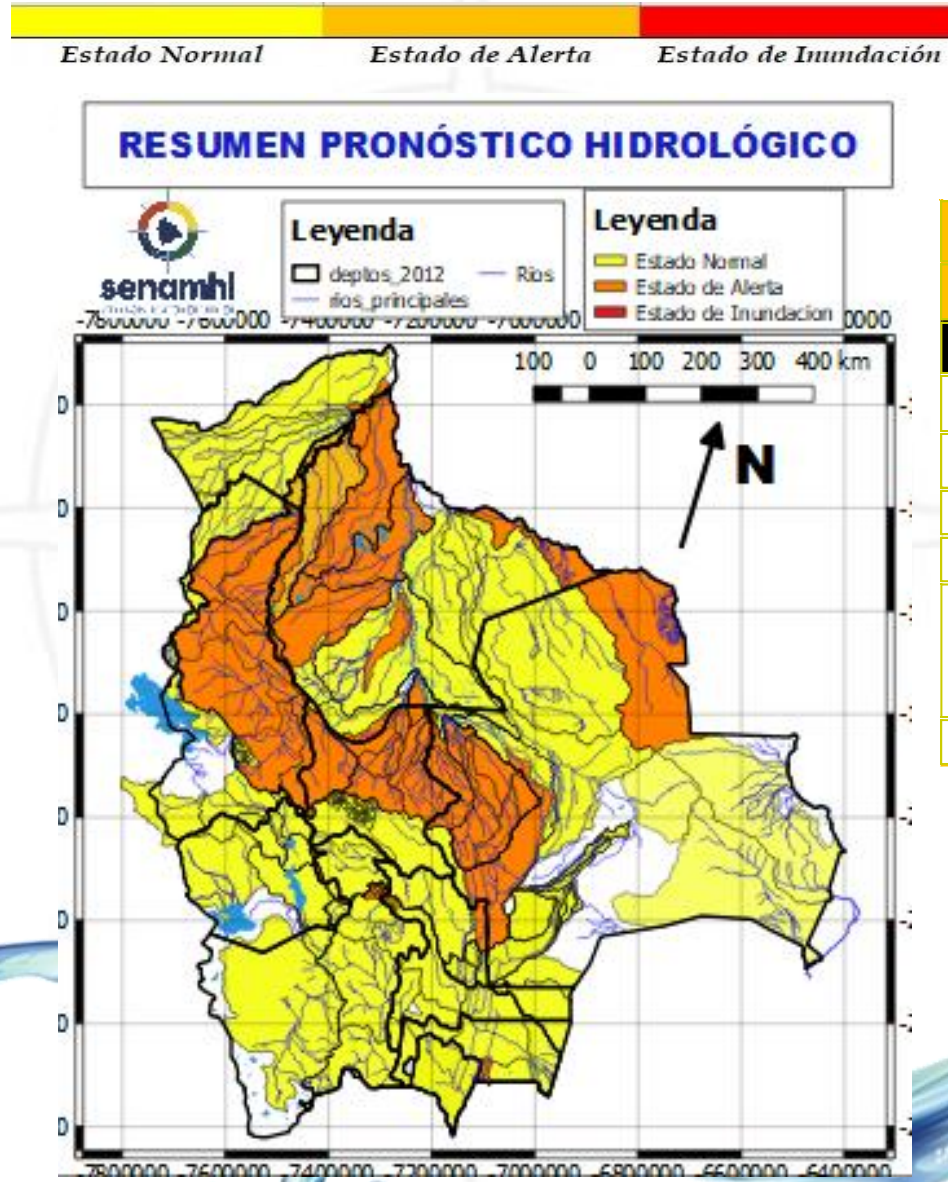 Estado Normal Estado de Alerta Estado de Inundación
RESUMEN PRONÓSTICO HIDROLÓGICO
senamhi
Leyenda
deptos_2012 Rios
rios_principales
Leyenda
Estado Normal
Estado de Alerta
Estado de Inundacion
-7800000 -7600000 -7400000 -7200000 -7000000 0000
100 0 100 200 300 400 km
N
-7800000 -7600000 -7400000 -7200000 -7000000 -6800000 -6600000 -6400000